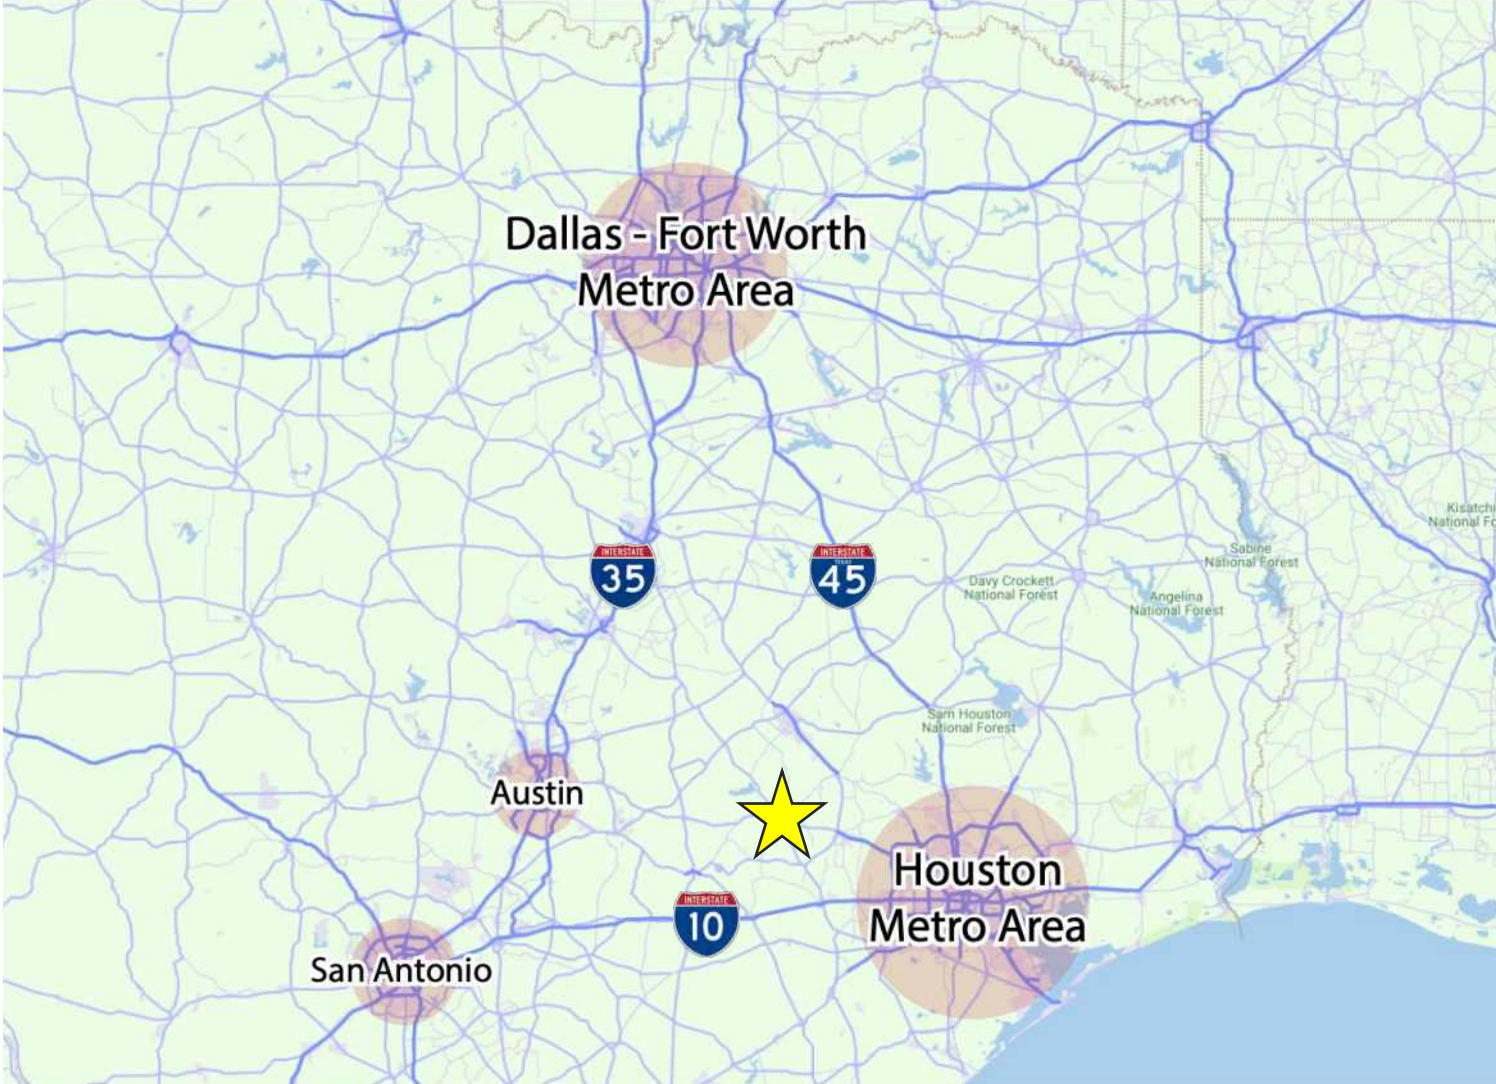 Dallas - Fort Worth
Metro Area
INTERSTATE
35
INTERSTATE
TEXAS
45
Kisatchi
National Fo
Sabine
National Forest
Davy Crockett
National Forest
Angelina
National Forest
Sam Houston
National Forest
Austin
Houston
Metro Area
INTERSTATE
10
San Antonio